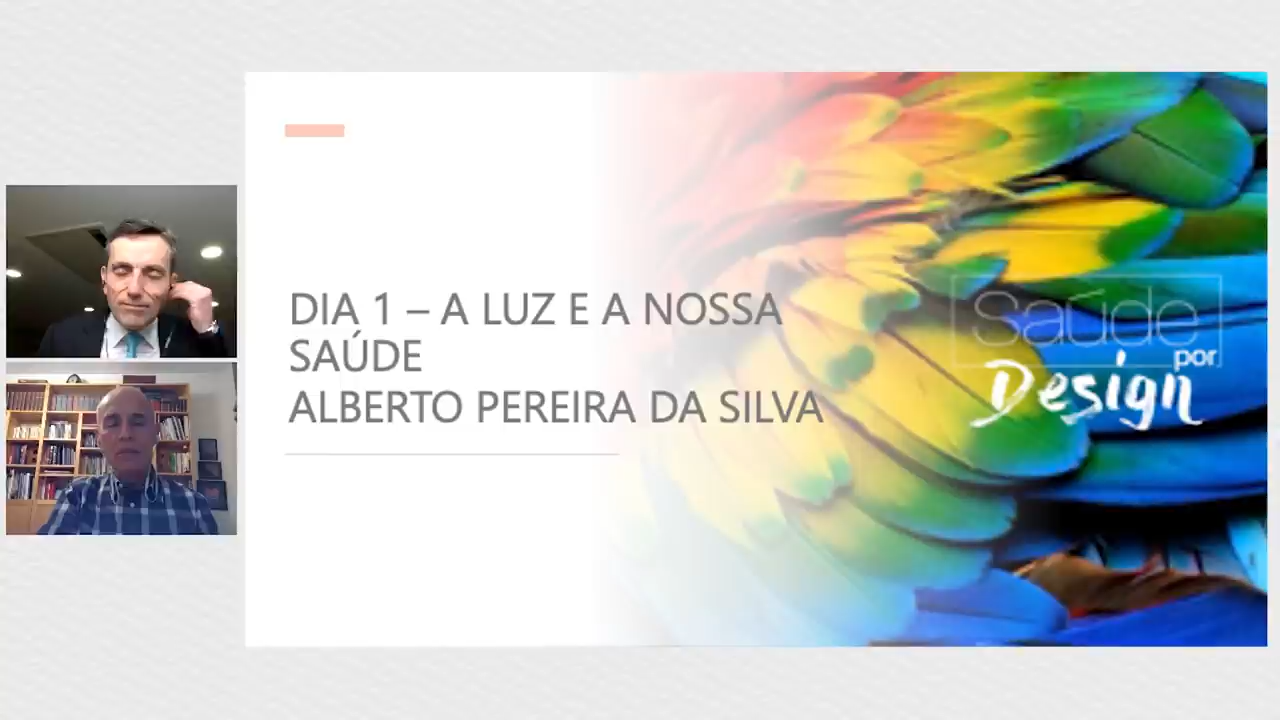 DIA 1 – A LUZ E A NOSSA
SAÚDE
ALBERTO PEREIRA DA SILVA
Saúde
por
Design